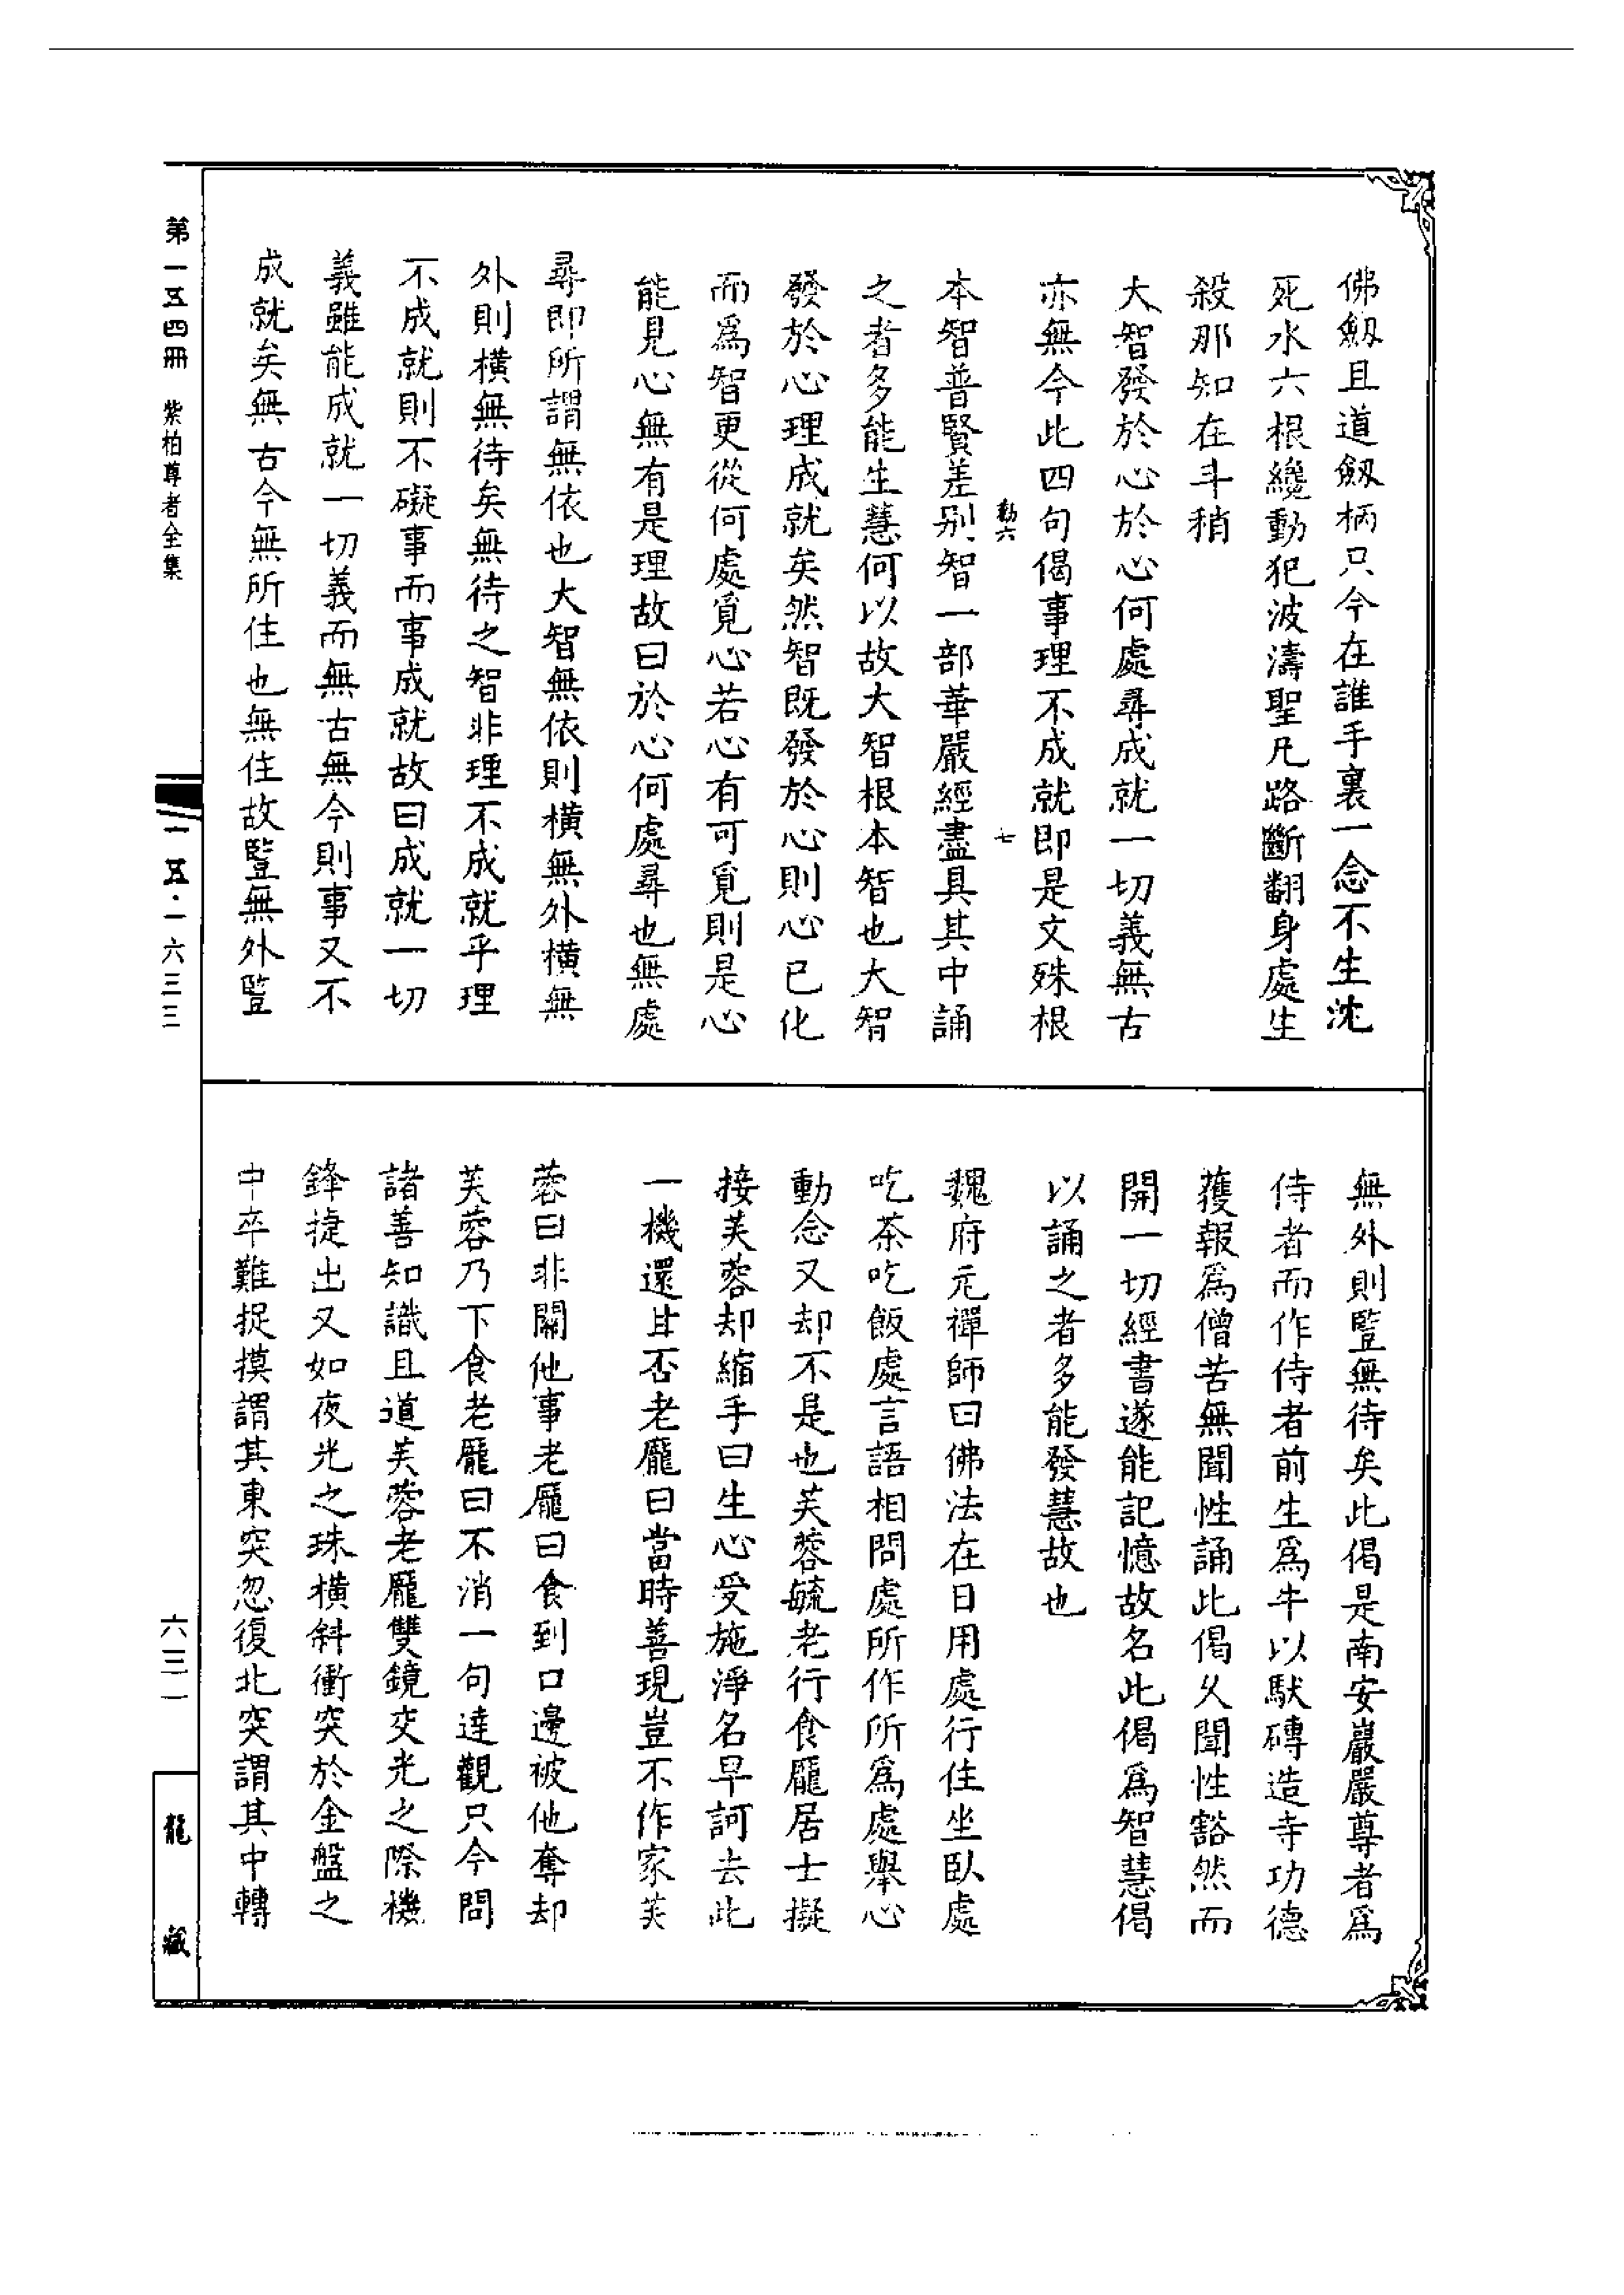 佛劔且道劔柄只今在誰手裏一念不生沈
死水六根纔動犯波濤聖凡路斷翻身處生
殺那知在斗稍
大智發於心於心何處尋成就一切義無古
亦無今此四句偈事理不成就即是文殊根
勤六
七
本智普賢差别智一部華嚴經盡具其中誦
之者多能生慧何以故大智根本智也大智
發於心理成就矣然智既發於心則心已化
而爲智更從何處覓心若心有可覓則是心
能見心無有是理故曰於心何處尋也無處
尋即所謂無依也大智無依則橫無外橫無
外則橫無待矣無待之智非理不成就乎理
不成就則不礙事而事成就故曰成就一切
義雖能成就一切義而無古無今則事又不
成就矣無古今無所住也無住故豎無外豎
無外則豎無待矣此偈是南安巖嚴尊者爲
侍者而作侍者前生爲牛以駄磚造寺功德
獲報爲僧苦無聞性誦此偈久聞性豁然而
開一切經書遂能記憶故名此偈爲智慧偈
以誦之者多能發慧故也
魏府元禪師曰佛法在日用處行住坐臥處
吃茶吃飯處言語相問處所作所爲處舉心
動念又却不是也芙蓉毓老行食龐居士擬
接芙蓉却縮手曰生心受施淨名早訶去此
一機還甘否老龐曰當時善現豈不作家芙
蓉曰非關他事老龐曰食到口邊被他奪却
芙蓉乃下食老龐曰不消一句達觀只今問
諸善知識且道芙蓉老龐雙鏡交光之際機
鋒捷出又如夜光之珠橫斜衝突於金盤之
中卒難捉摸謂其東突忽復北突謂其中轉
第一五四冊 紫柏尊者全集
一五·一六三三
六三一
龍藏